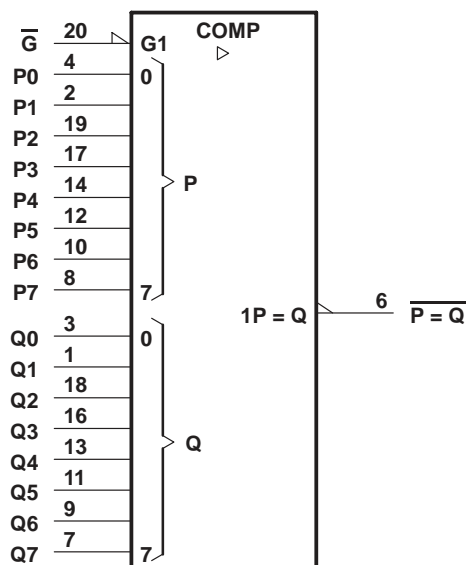 G̅ 20 G1 COMP
P0 4 0
P1 2
P2 19
P3 17
P4 14 P
P5 12
P6 10
P7 8 7
1P = Q 6 P̅ ̅=̅ ̅Q̅
Q0 3 0
Q1 1
Q2 18
Q3 16
Q4 13 Q
Q5 11
Q6 9
Q7 7 7